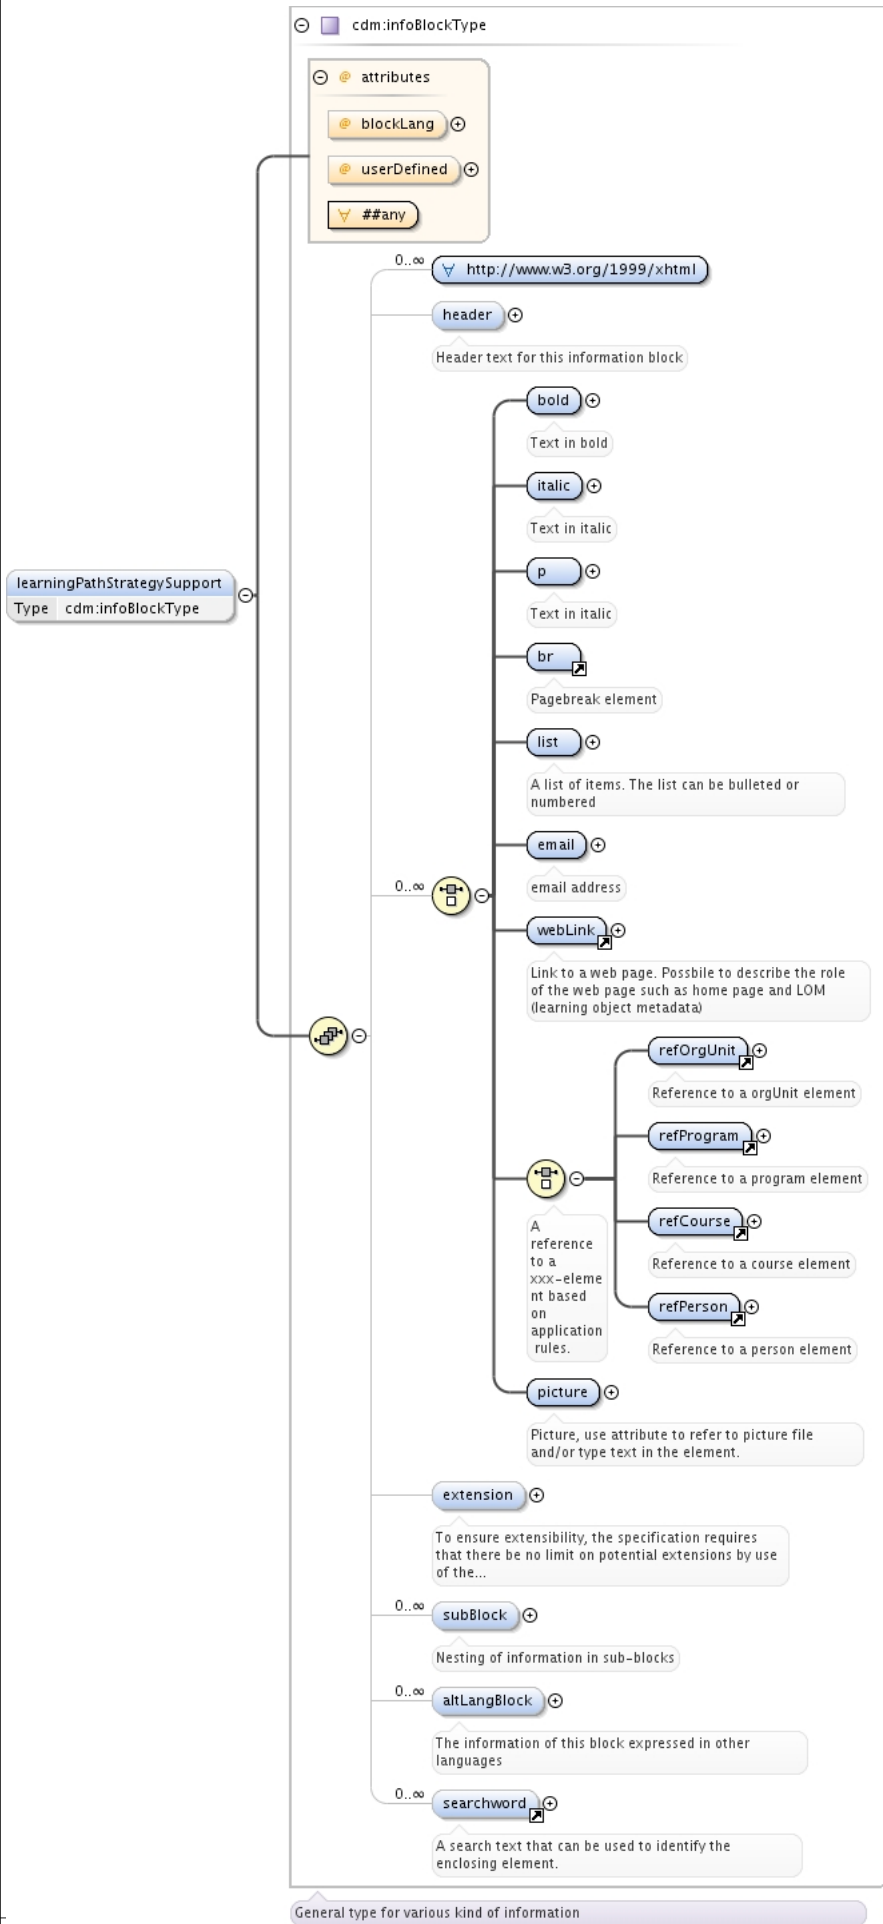 cdm:infoBlockType
@ attributes
@ blockLang
@ userDefined
∀ ##any
0..∞
∀ http://www.w3.org/1999/xhtml
header
Header text for this information block
bold
Text in bold
italic
Text in italic
learningPathStrategySupport
Type cdm:infoBlockType
p
Text in italic
br
Pagebreak element
list
A list of items. The list can be bulleted or
numbered
email
email address
0..∞
webLink
Link to a web page. Possbile to describe the role
of the web page such as home page and LOM
(learning object metadata)
refOrgUnit
Reference to a orgUnit element
refProgram
Reference to a program element
refCourse
Reference to a course element
refPerson
Reference to a person element
A
reference
to a
xxx-eleme
nt based
on
application
rules.
picture
Picture, use attribute to refer to picture file
and/or type text in the element.
extension
To ensure extensibility, the specification requires
that there be no limit on potential extensions by use
of the...
0..∞
subBlock
Nesting of information in sub-blocks
0..∞
altLangBlock
The information of this block expressed in other
languages
0..∞
searchword
A search text that can be used to identify the
enclosing element.
General type for various kind of information